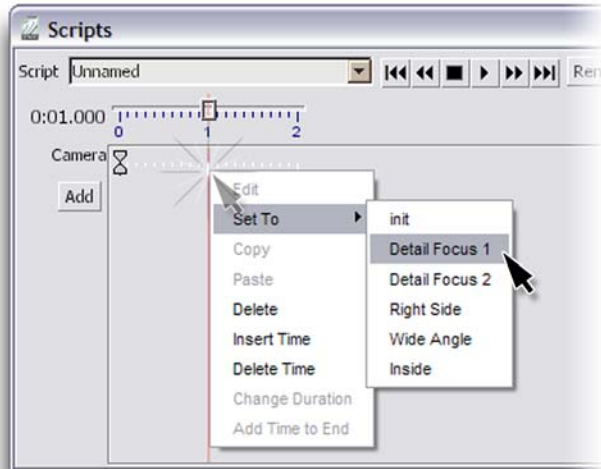 Scripts
Script Unnamed Ren
0:01.000
0 1 2
Camera
Add
Edit
Set To
Copy
Paste
Delete
Insert Time
Delete Time
Change Duration
Add Time to End
init
Detail Focus 1
Detail Focus 2
Right Side
Wide Angle
Inside